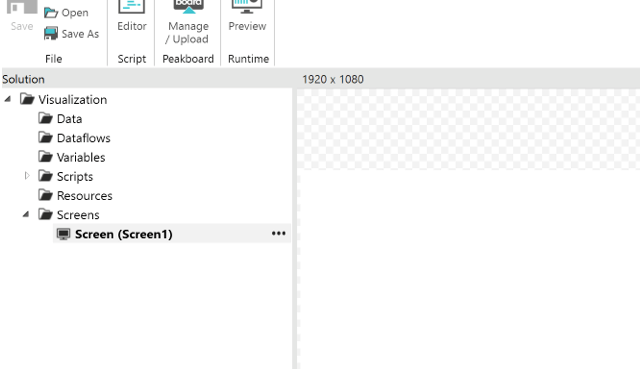 board
Open
Save
Save As
Editor
Manage
/ Upload
Preview
File
Script
Peakboard
Runtime
Solution
1920 x 1080
Visualization
Data
Dataflows
Variables
Scripts
Resources
Screens
Screen (Screen1)